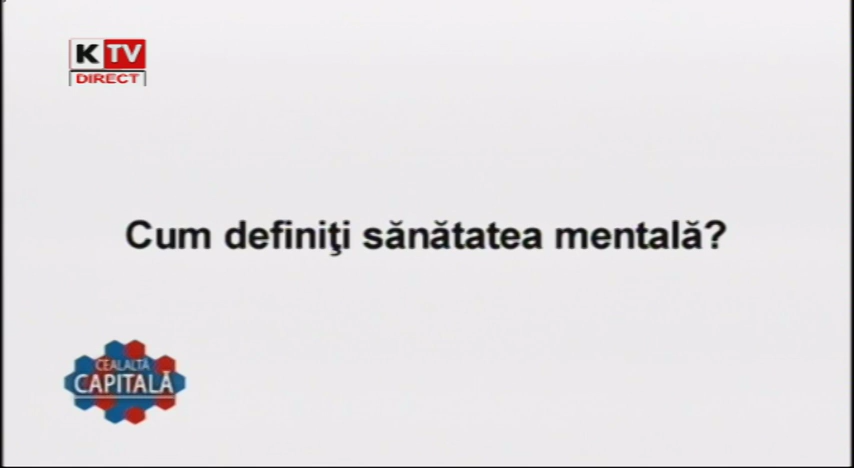 K TV
DIRECT
Cum definiţi sănătatea mentală?
CEALALTĂ
CAPITALĂ